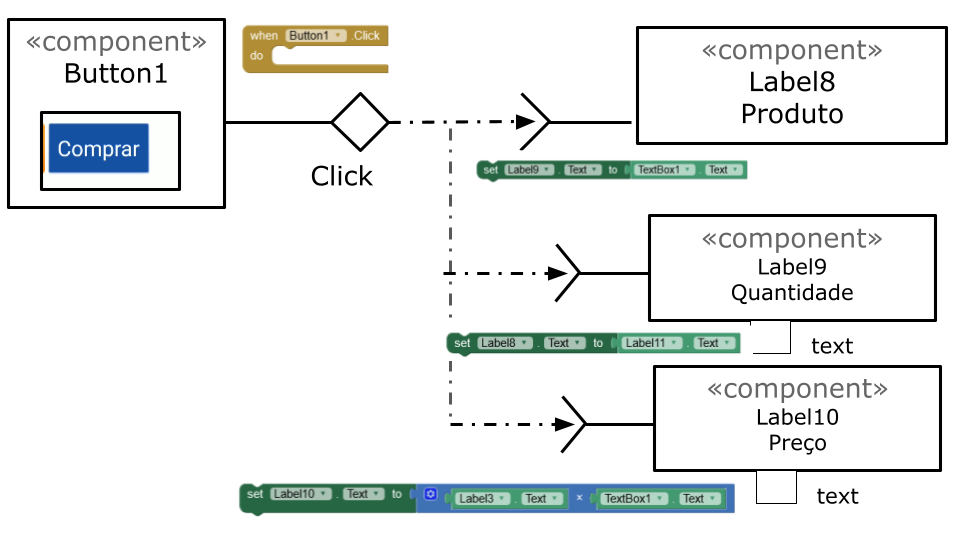 «component»
Button1
Comprar
when Button1 .Click
do
Click
«component»
Label8
Produto
set Label9 . Text to TextBox1 . Text
«component»
Label9
Quantidade
set Label8 . Text to Label11 . Text
text
«component»
Label10
Preço
text
set Label10 . Text to Label3 . Text × TextBox1 . Text